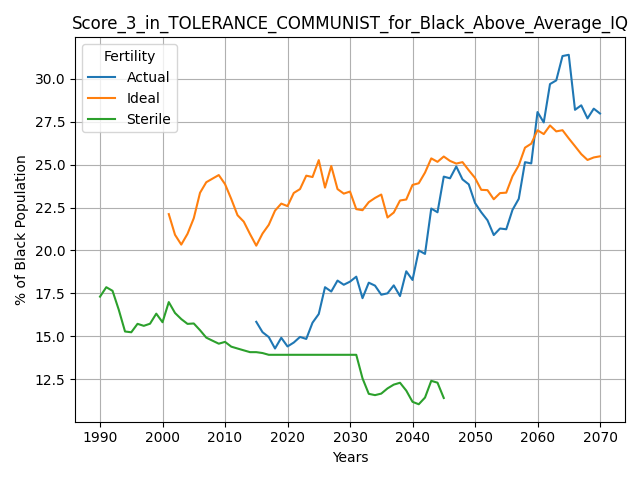 Score_3_in_TOLERANCE_COMMUNIST_for_Black_Above_Average_IQ
Fertility
Actual
Ideal
Sterile
% of Black Population
30.0
27.5
25.0
22.5
20.0
17.5
15.0
12.5
1990 2000 2010 2020 2030 2040 2050 2060 2070
Years